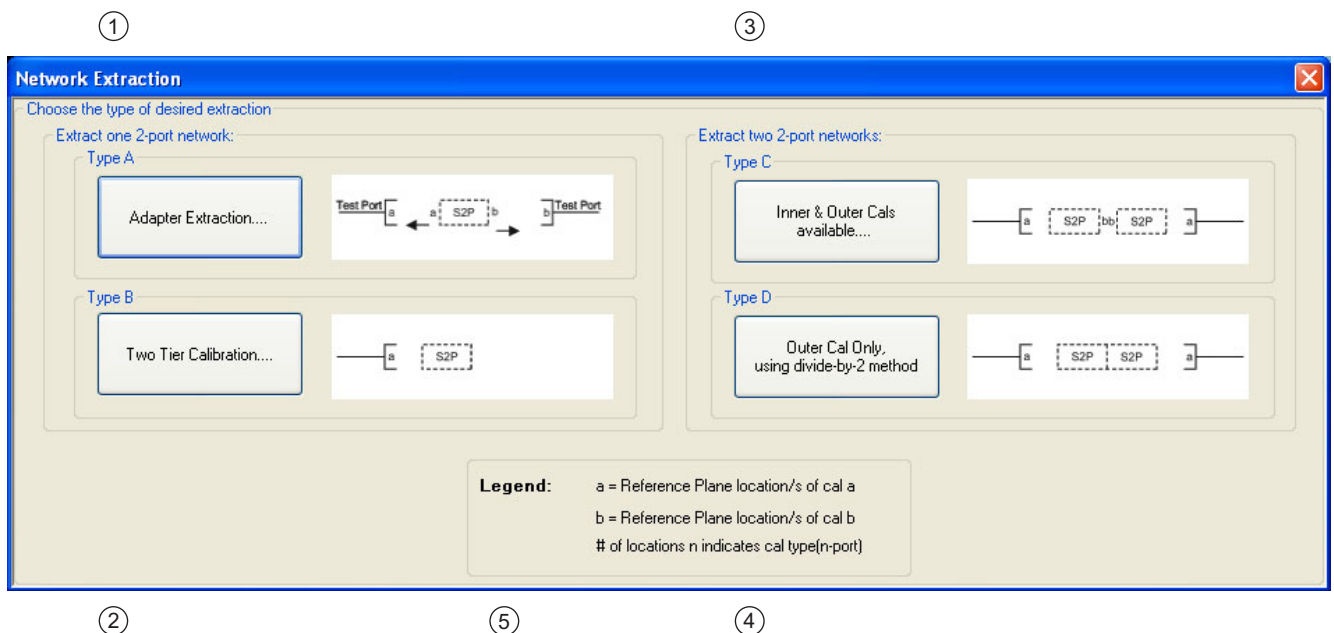 ① ③
Network Extraction
Choose the type of desired extraction
Extract one 2-port network:
Type A
Adapter Extraction....
Test Port a a S2P b b Test Port
Type B
Two Tier Calibration....
a S2P
Extract two 2-port networks:
Type C
Inner & Outer Cals
available....
a S2P bb S2P a
Type D
Outer Cal Only,
using divide-by-2 method
a S2P S2P a
Legend: a = Reference Plane location/s of cal a
b = Reference Plane location/s of cal b
# of locations n indicates cal type(n-port)
② ⑤ ④